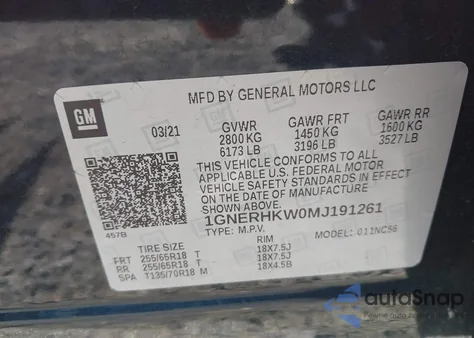 MFD BY GENERAL MOTORS LLC
GM
03/21
GVWR GAWR FRT GAWR RR
2800 KG 1450 KG 1600 KG
6173 LB 3196 LB 3527 LB
THIS VEHICLE CONFORMS TO ALL
APPLICABLE U.S. FEDERAL MOTOR
VEHICLE SAFETY STANDARDS IN EFFECT
ON THE DATE OF MANUFACTURE
SHOWN ABOVE.
1GNERHKW0MJ191261
TYPE: M.P.V. MODEL: 011NC56
457B
TIRE SIZE RIM
FRT 255/65R18 T 18X7.5J
RR 255/65R18 T 18X7.5J
SPA T135/70R18 M 18X4.5B
autoSnap